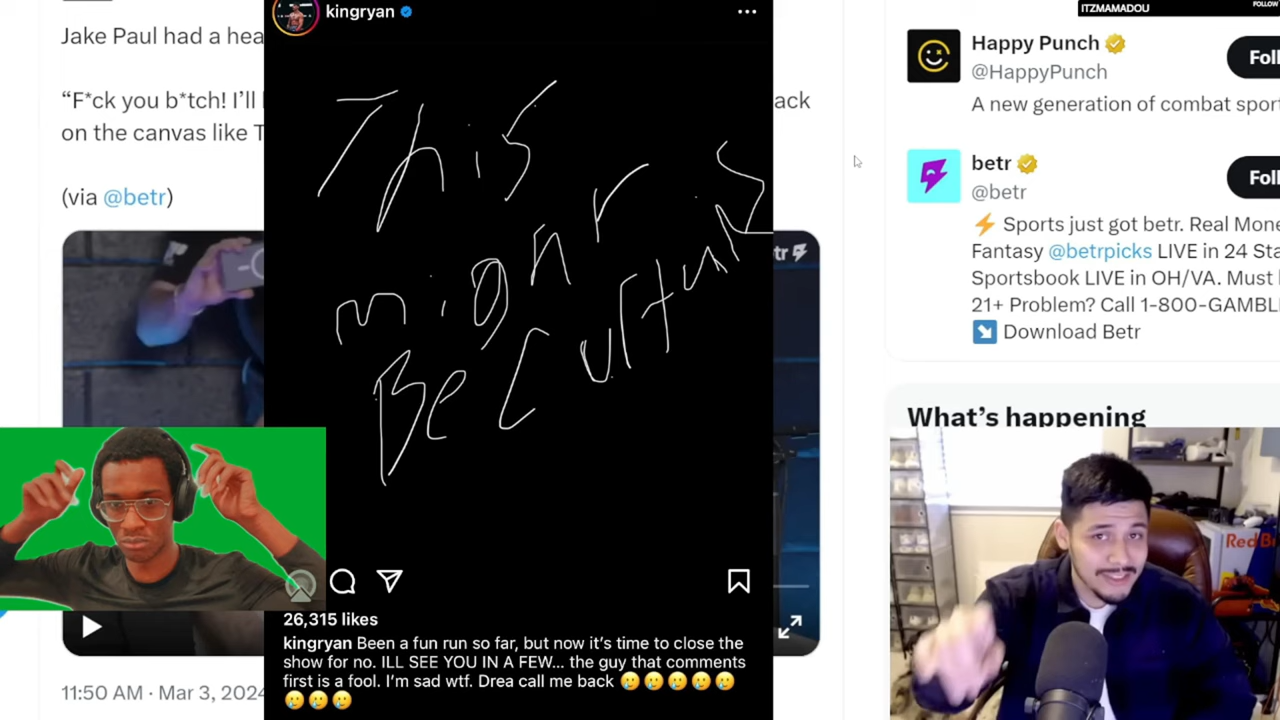 kingryan
...
This
might
Be Curtains
26,315 likes
kingryan Been a fun run so far, but now it's time to close the
show for no. ILL SEE YOU IN A FEW... the guy that comments
first is a fool. I'm sad wtf. Drea call me back 🥲🥲🥲🥲🥲
🥲🥲🥲
Jake Paul had a hea
"F*ck you b*tch! I'll
ack
on the canvas like T
(via @betr)
tr
11:50 AM · Mar 3, 2024
ITZMAMADOU
FOLLOW
Happy Punch
Foll
@HappyPunch
A new generation of combat sport
betr
Foll
@betr
⚡ Sports just got betr. Real Mone
Fantasy @betrpicks LIVE in 24 Sta
Sportsbook LIVE in OH/VA. Must
21+ Problem? Call 1-800-GAMBL
↘️ Download Betr
What's happening
Red B